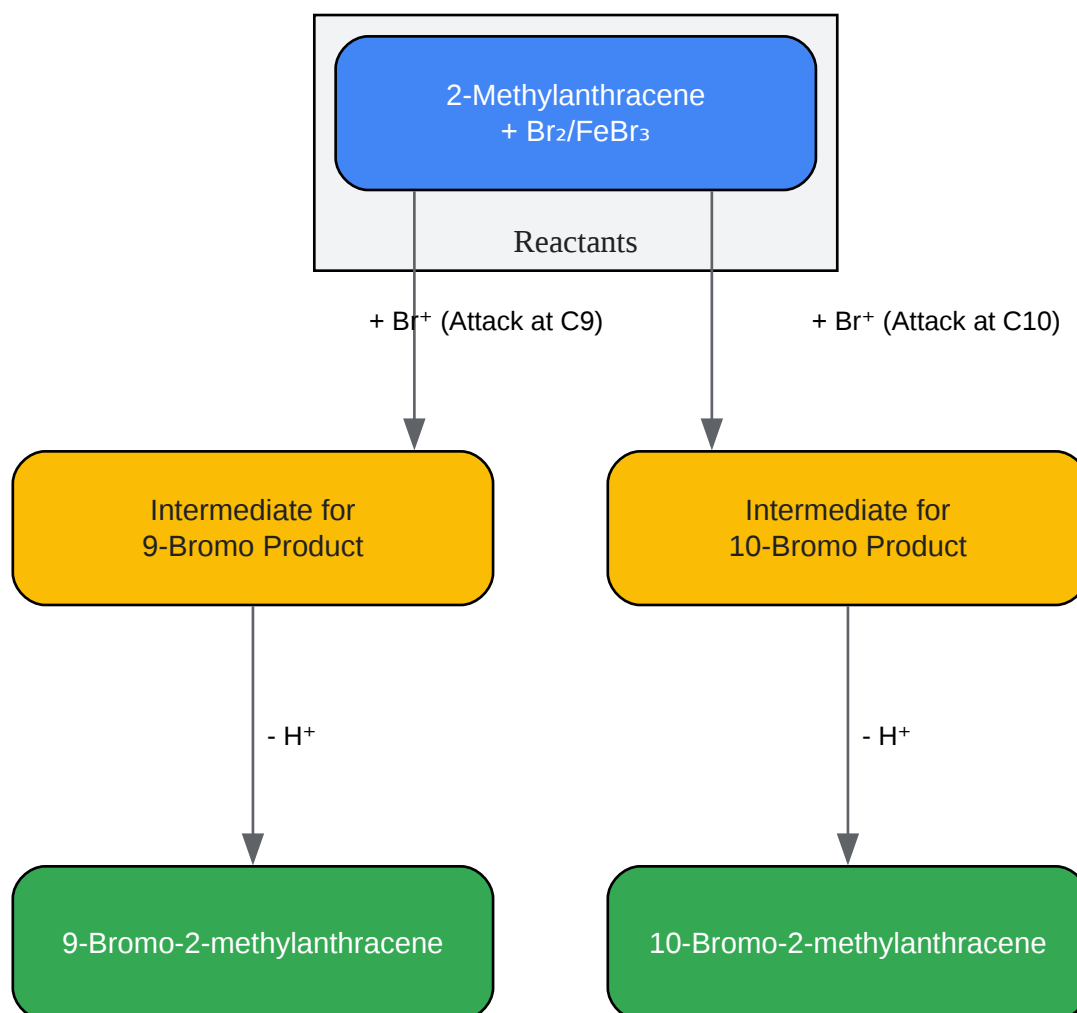 2-Methylanthracene
+ Br₂/FeBr₃
Reactants
+ Br⁺ (Attack at C9)
+ Br⁺ (Attack at C10)
Intermediate for
9-Bromo Product
Intermediate for
10-Bromo Product
- H⁺
- H⁺
9-Bromo-2-methylanthracene
10-Bromo-2-methylanthracene